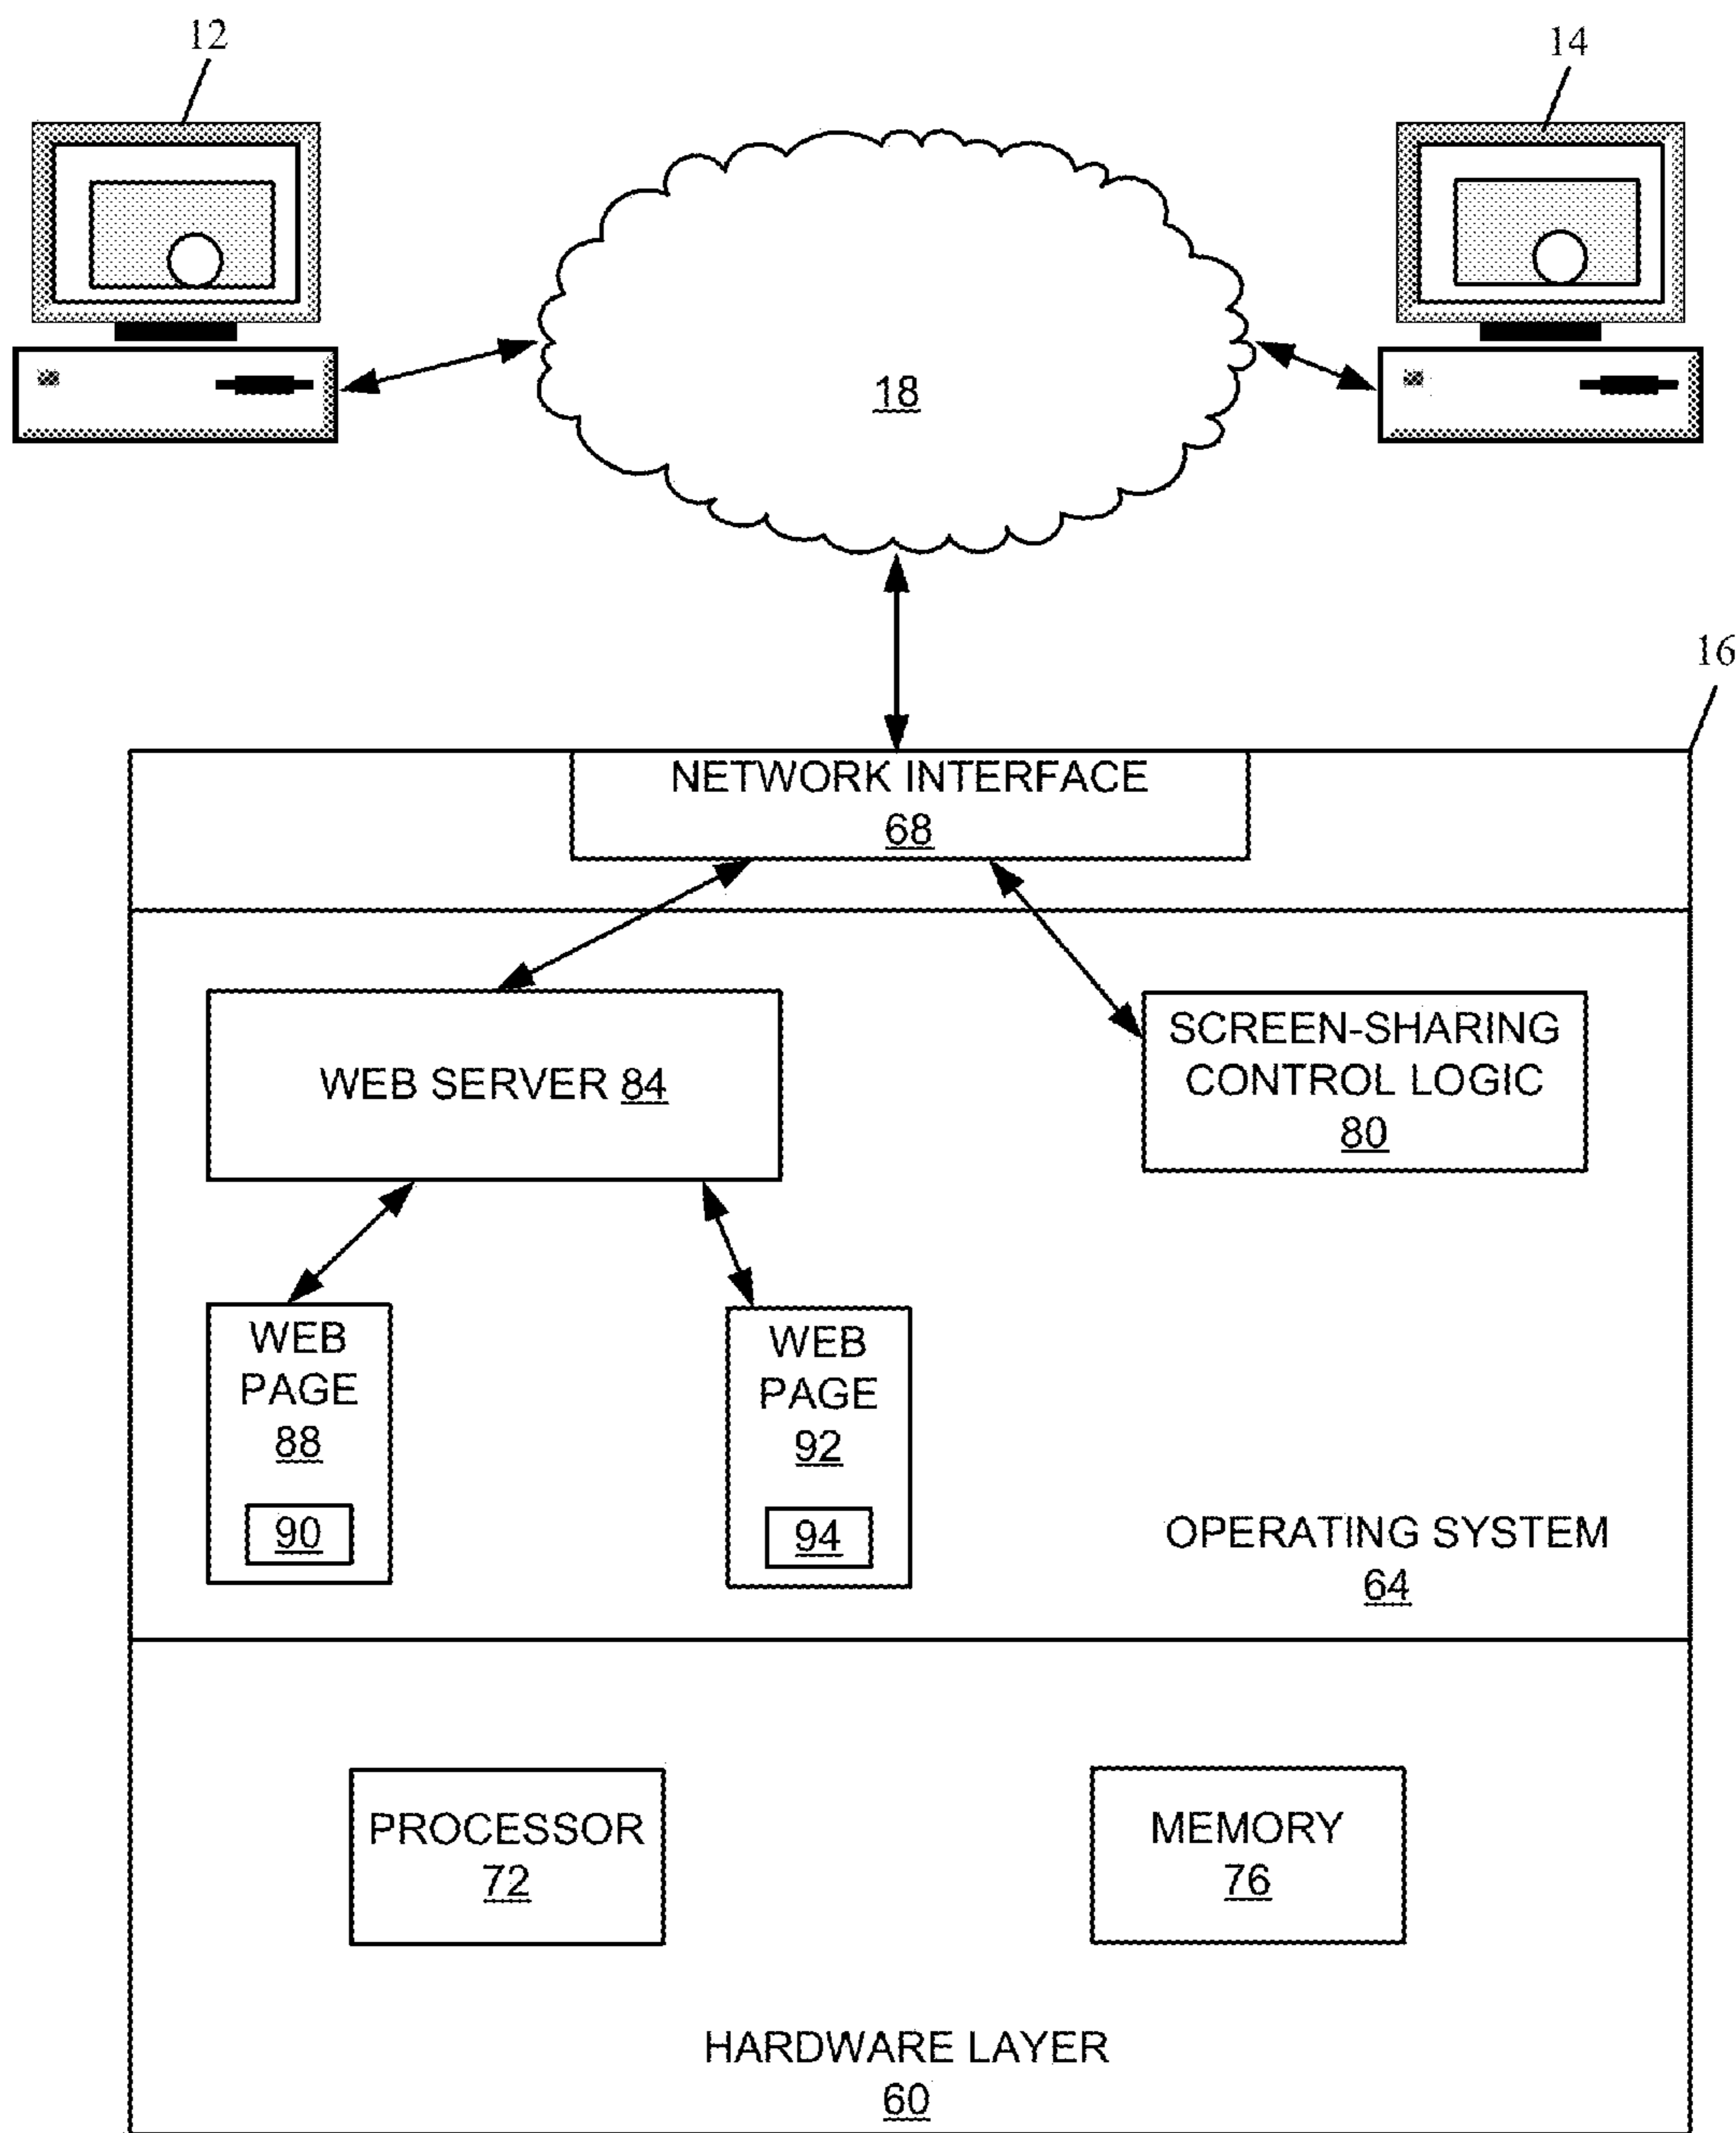 12
14
18
16
NETWORK INTERFACE
68
WEB SERVER 84
SCREEN-SHARING
CONTROL LOGIC
80
WEB
PAGE
88
90
WEB
PAGE
92
94
OPERATING SYSTEM
64
PROCESSOR
72
MEMORY
76
HARDWARE LAYER
60